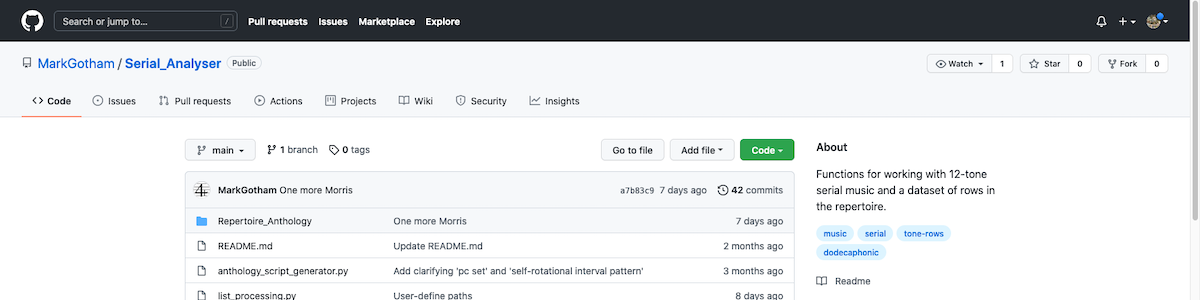 Search or jump to... / Pull requests Issues Marketplace Explore
MarkGotham / Serial_Analyser Public Watch 1 Star 0 Fork 0
Code Issues Pull requests Actions Projects Wiki Security Insights
main 1 branch 0 tags Go to file Add file Code
MarkGotham One more Morris a7b83c9 7 days ago 42 commits
Repertoire_Anthology One more Morris 7 days ago
README.md Update README.md 2 months ago
anthology_script_generator.py Add clarifying 'pc set' and 'self-rotational interval pattern' 3 months ago
list_processing.py User-define paths 8 days ago
About
Functions for working with 12-tone
serial music and a dataset of rows in
the repertoire.
music serial tone-rows
dodecaphonic
Readme